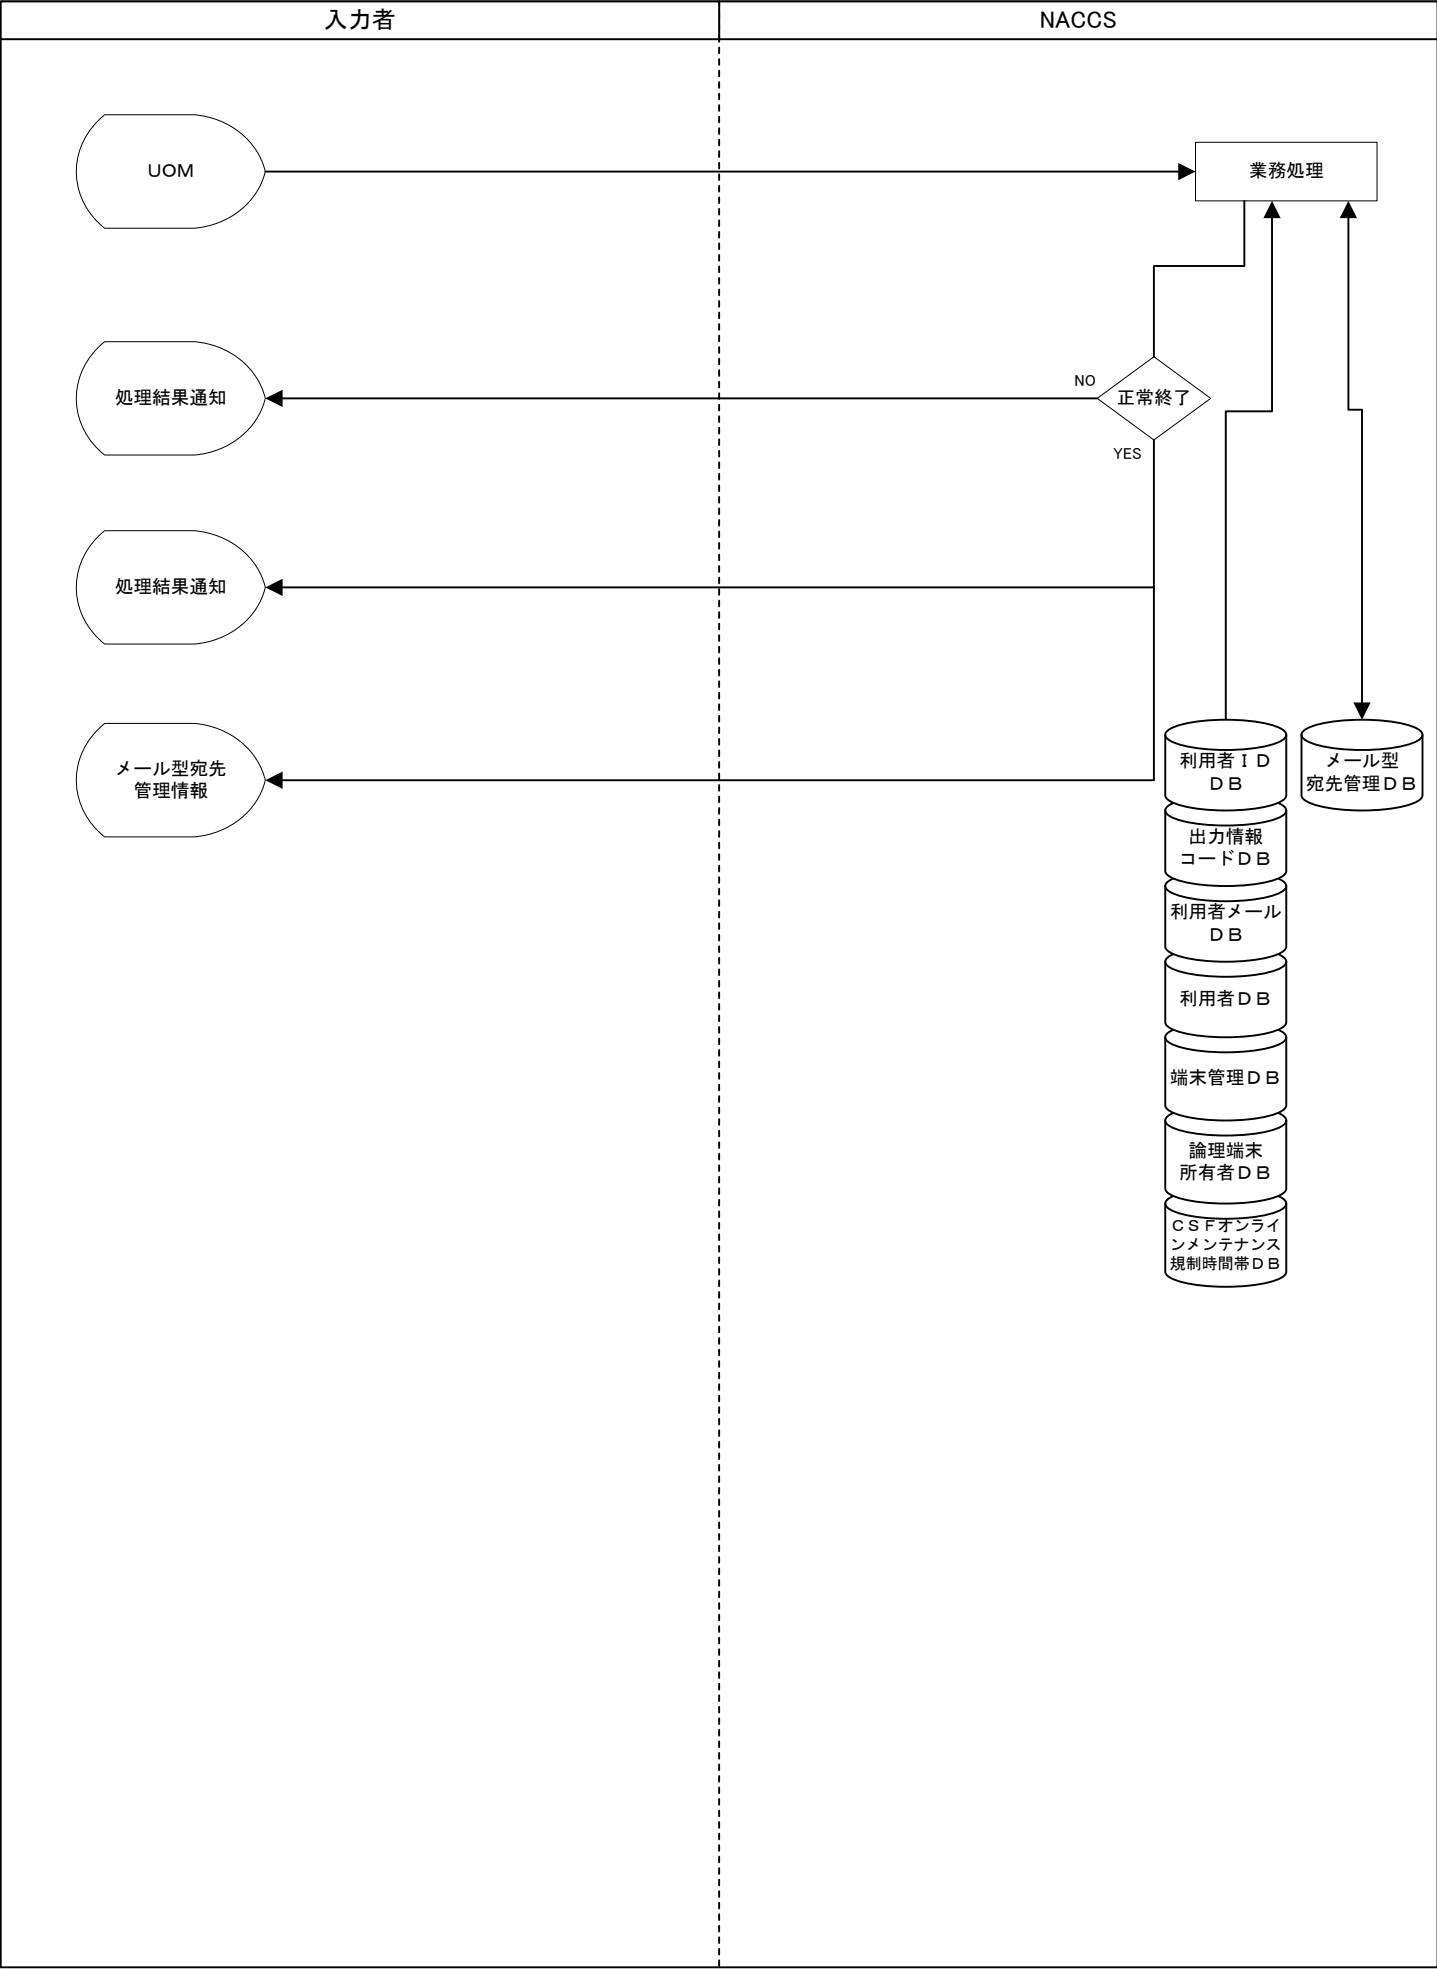 入力者
NACCS
UOM
業務処理
処理結果通知
NO
正常終了
YES
処理結果通知
メール型宛先
管理情報
利用者ＩＤ
ＤＢ
メール型
宛先管理ＤＢ
出力情報
コードＤＢ
利用者メール
ＤＢ
利用者ＤＢ
端末管理ＤＢ
論理端末
所有者ＤＢ
ＣＳＦオンライ
ンメンテナンス
規制時間帯ＤＢ